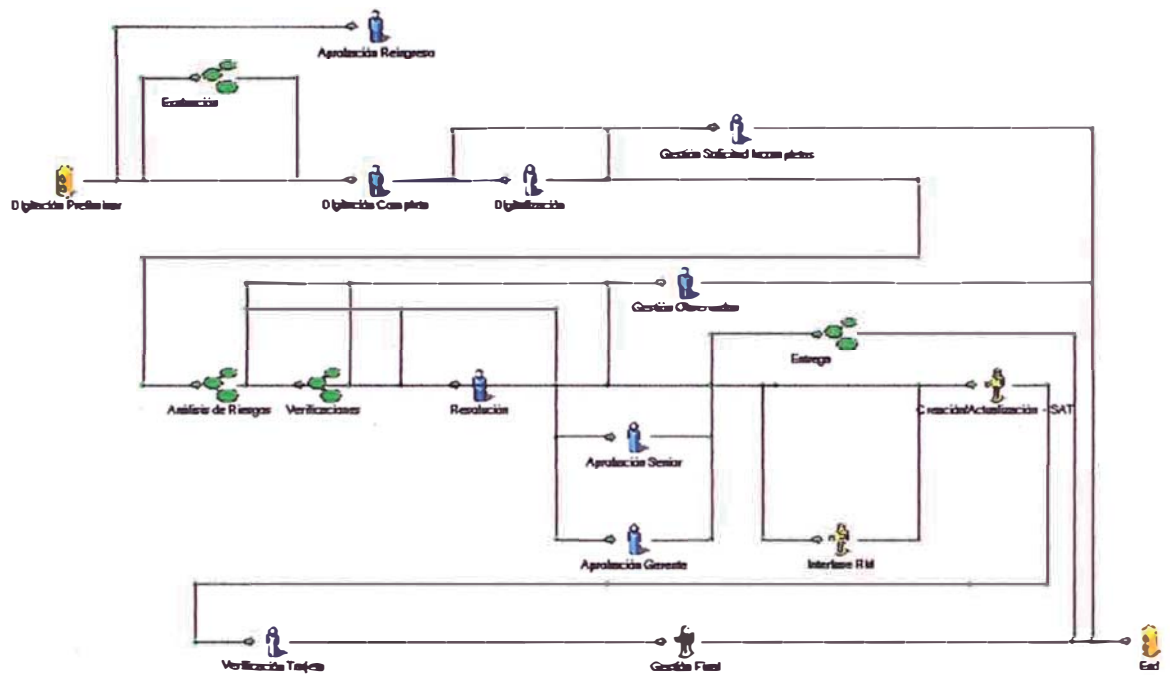 Aprobación Reingreso
Evaluación
Gestión Solicitud Incompletas
Digitación Preliminar
Digitación Completa
Digitalización
Gestión Observadas
Entrega
Análisis de Riesgos
Verificaciones
Resolución
Creación/Actualización - SAT
Aprobación Senior
Aprobación Gerente
Interfase RM
Verificación Tarjeta
Gestión Final
End